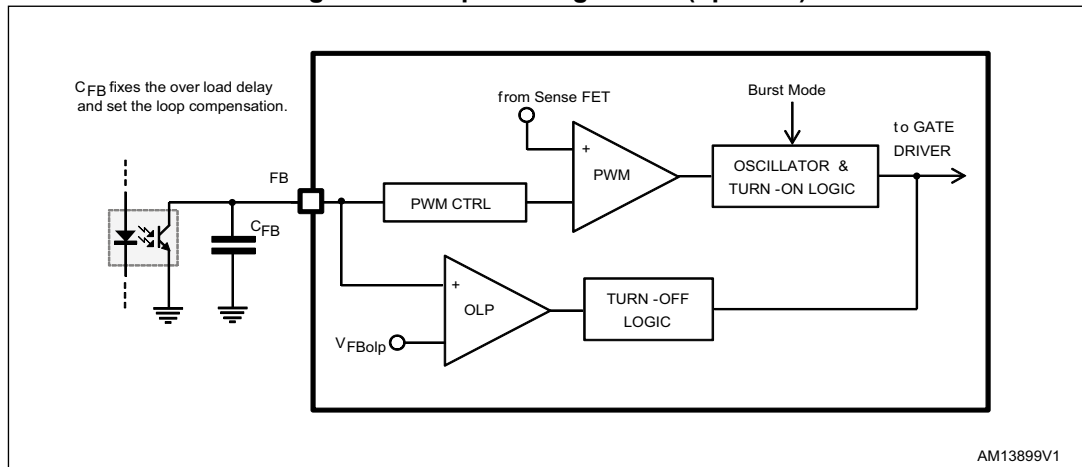 C_FB fixes the over load delay
and set the loop compensation.
from Sense FET
Burst Mode
to GATE
DRIVER
+
PWM
OSCILLATOR &
TURN -ON LOGIC
FB
PWM CTRL
C_FB
+
OLP
TURN -OFF
LOGIC
V_FBolp
AM13899V1